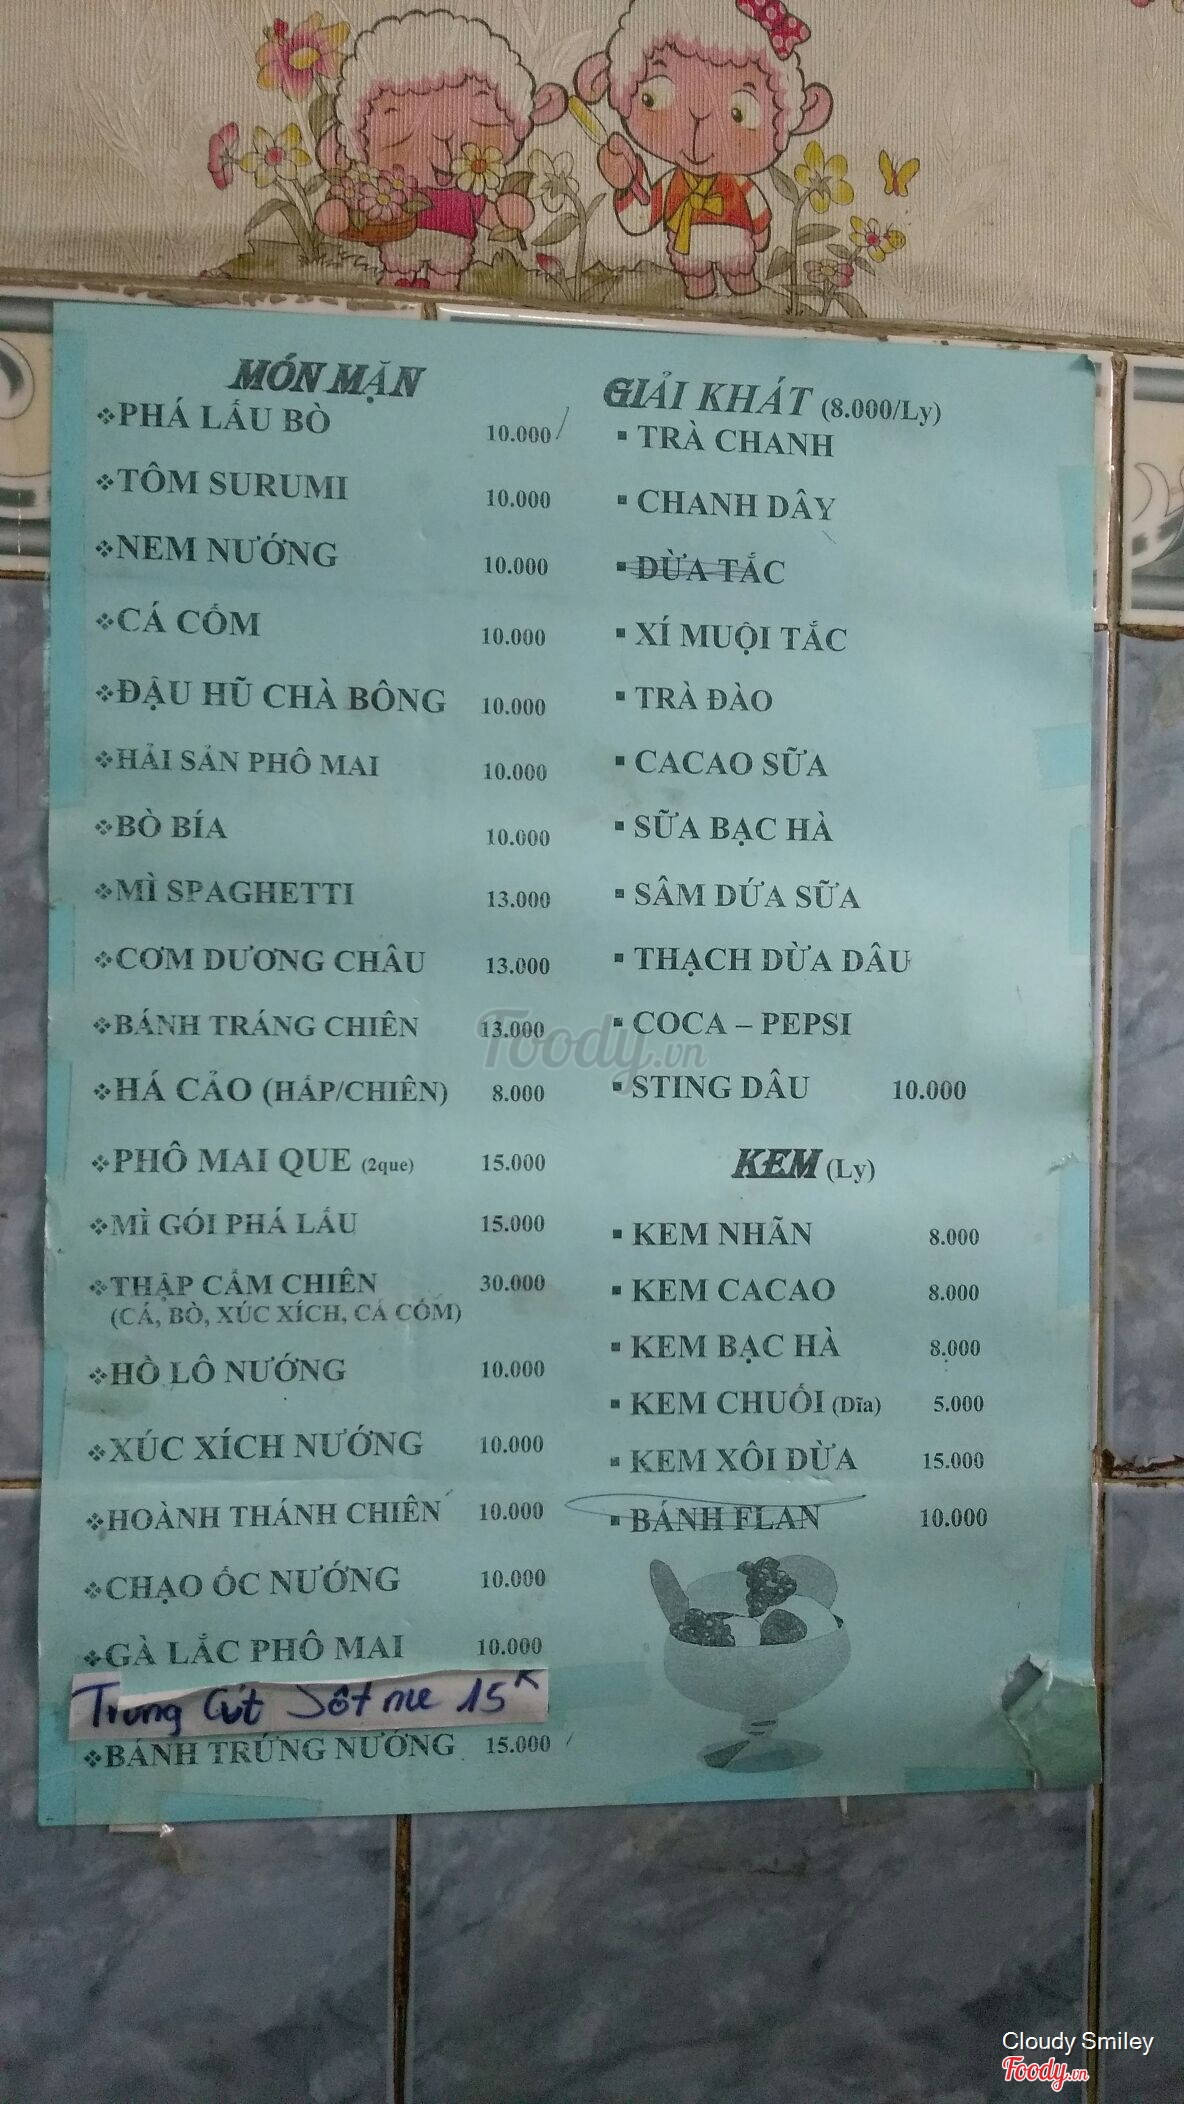 MÓN MẶN
PHÁ LẤU BÒ 10.000
TÔM SURUMI 10.000
NEM NƯỚNG 10.000
CÁ CỐM 10.000
ĐẬU HŨ CHÀ BÔNG 10.000
HẢI SẢN PHÔ MAI 10.000
BÒ BÍA 10.000
MÌ SPAGHETTI 13.000
CƠM DƯƠNG CHÂU 13.000
BÁNH TRÁNG CHIÊN 13.000
HÁ CẢO (HẤP/CHIÊN) 8.000
PHÔ MAI QUE (2que) 15.000
MÌ GÓI PHÁ LẤU 15.000
THẬP CẨM CHIÊN 30.000
(CÁ, BÒ, XÚC XÍCH, CÁ CỐM)
HỒ LÔ NƯỚNG 10.000
XÚC XÍCH NƯỚNG 10.000
HOÀNH THÁNH CHIÊN 10.000
CHẠO ỐC NƯỚNG 10.000
GÀ LẮC PHÔ MAI 10.000
Trưng Cút Sốt me 15K
BÁNH TRỨNG NƯỚNG 15.000
GIẢI KHÁT (8.000/Ly)
TRÀ CHANH
CHANH DÂY
DỪA TẮC
XÍ MUỘI TẮC
TRÀ ĐÀO
CACAO SỮA
SỮA BẠC HÀ
SÂM DỨA SỮA
THẠCH DỪA DÂU
COCA – PEPSI
STING DÂU 10.000
KEM (Ly)
KEM NHÃN 8.000
KEM CACAO 8.000
KEM BẠC HÀ 8.000
KEM CHUỐI (Dĩa) 5.000
KEM XÔI DỪA 15.000
BÁNH FLAN 10.000
Foody.vn
Cloudy Smiley
Foody.vn